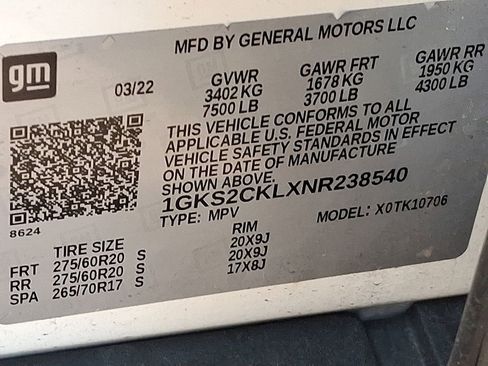 MFD BY GENERAL MOTORS LLC
gm
03/22
GVWR GAWR FRT GAWR RR
3402 KG 1678 KG 1950 KG
7500 LB 3700 LB 4300 LB
THIS VEHICLE CONFORMS TO ALL
APPLICABLE U.S. FEDERAL MOTOR
VEHICLE SAFETY STANDARDS IN EFFECT
ON THE DATE OF MANUFACTURE
SHOWN ABOVE.
1GKS2CKLXNR238540
TYPE: MPV MODEL: X0TK10706
8624
TIRE SIZE RIM
FRT 275/60R20 S 20X9J
RR 275/60R20 S 20X9J
SPA 265/70R17 S 17X8J